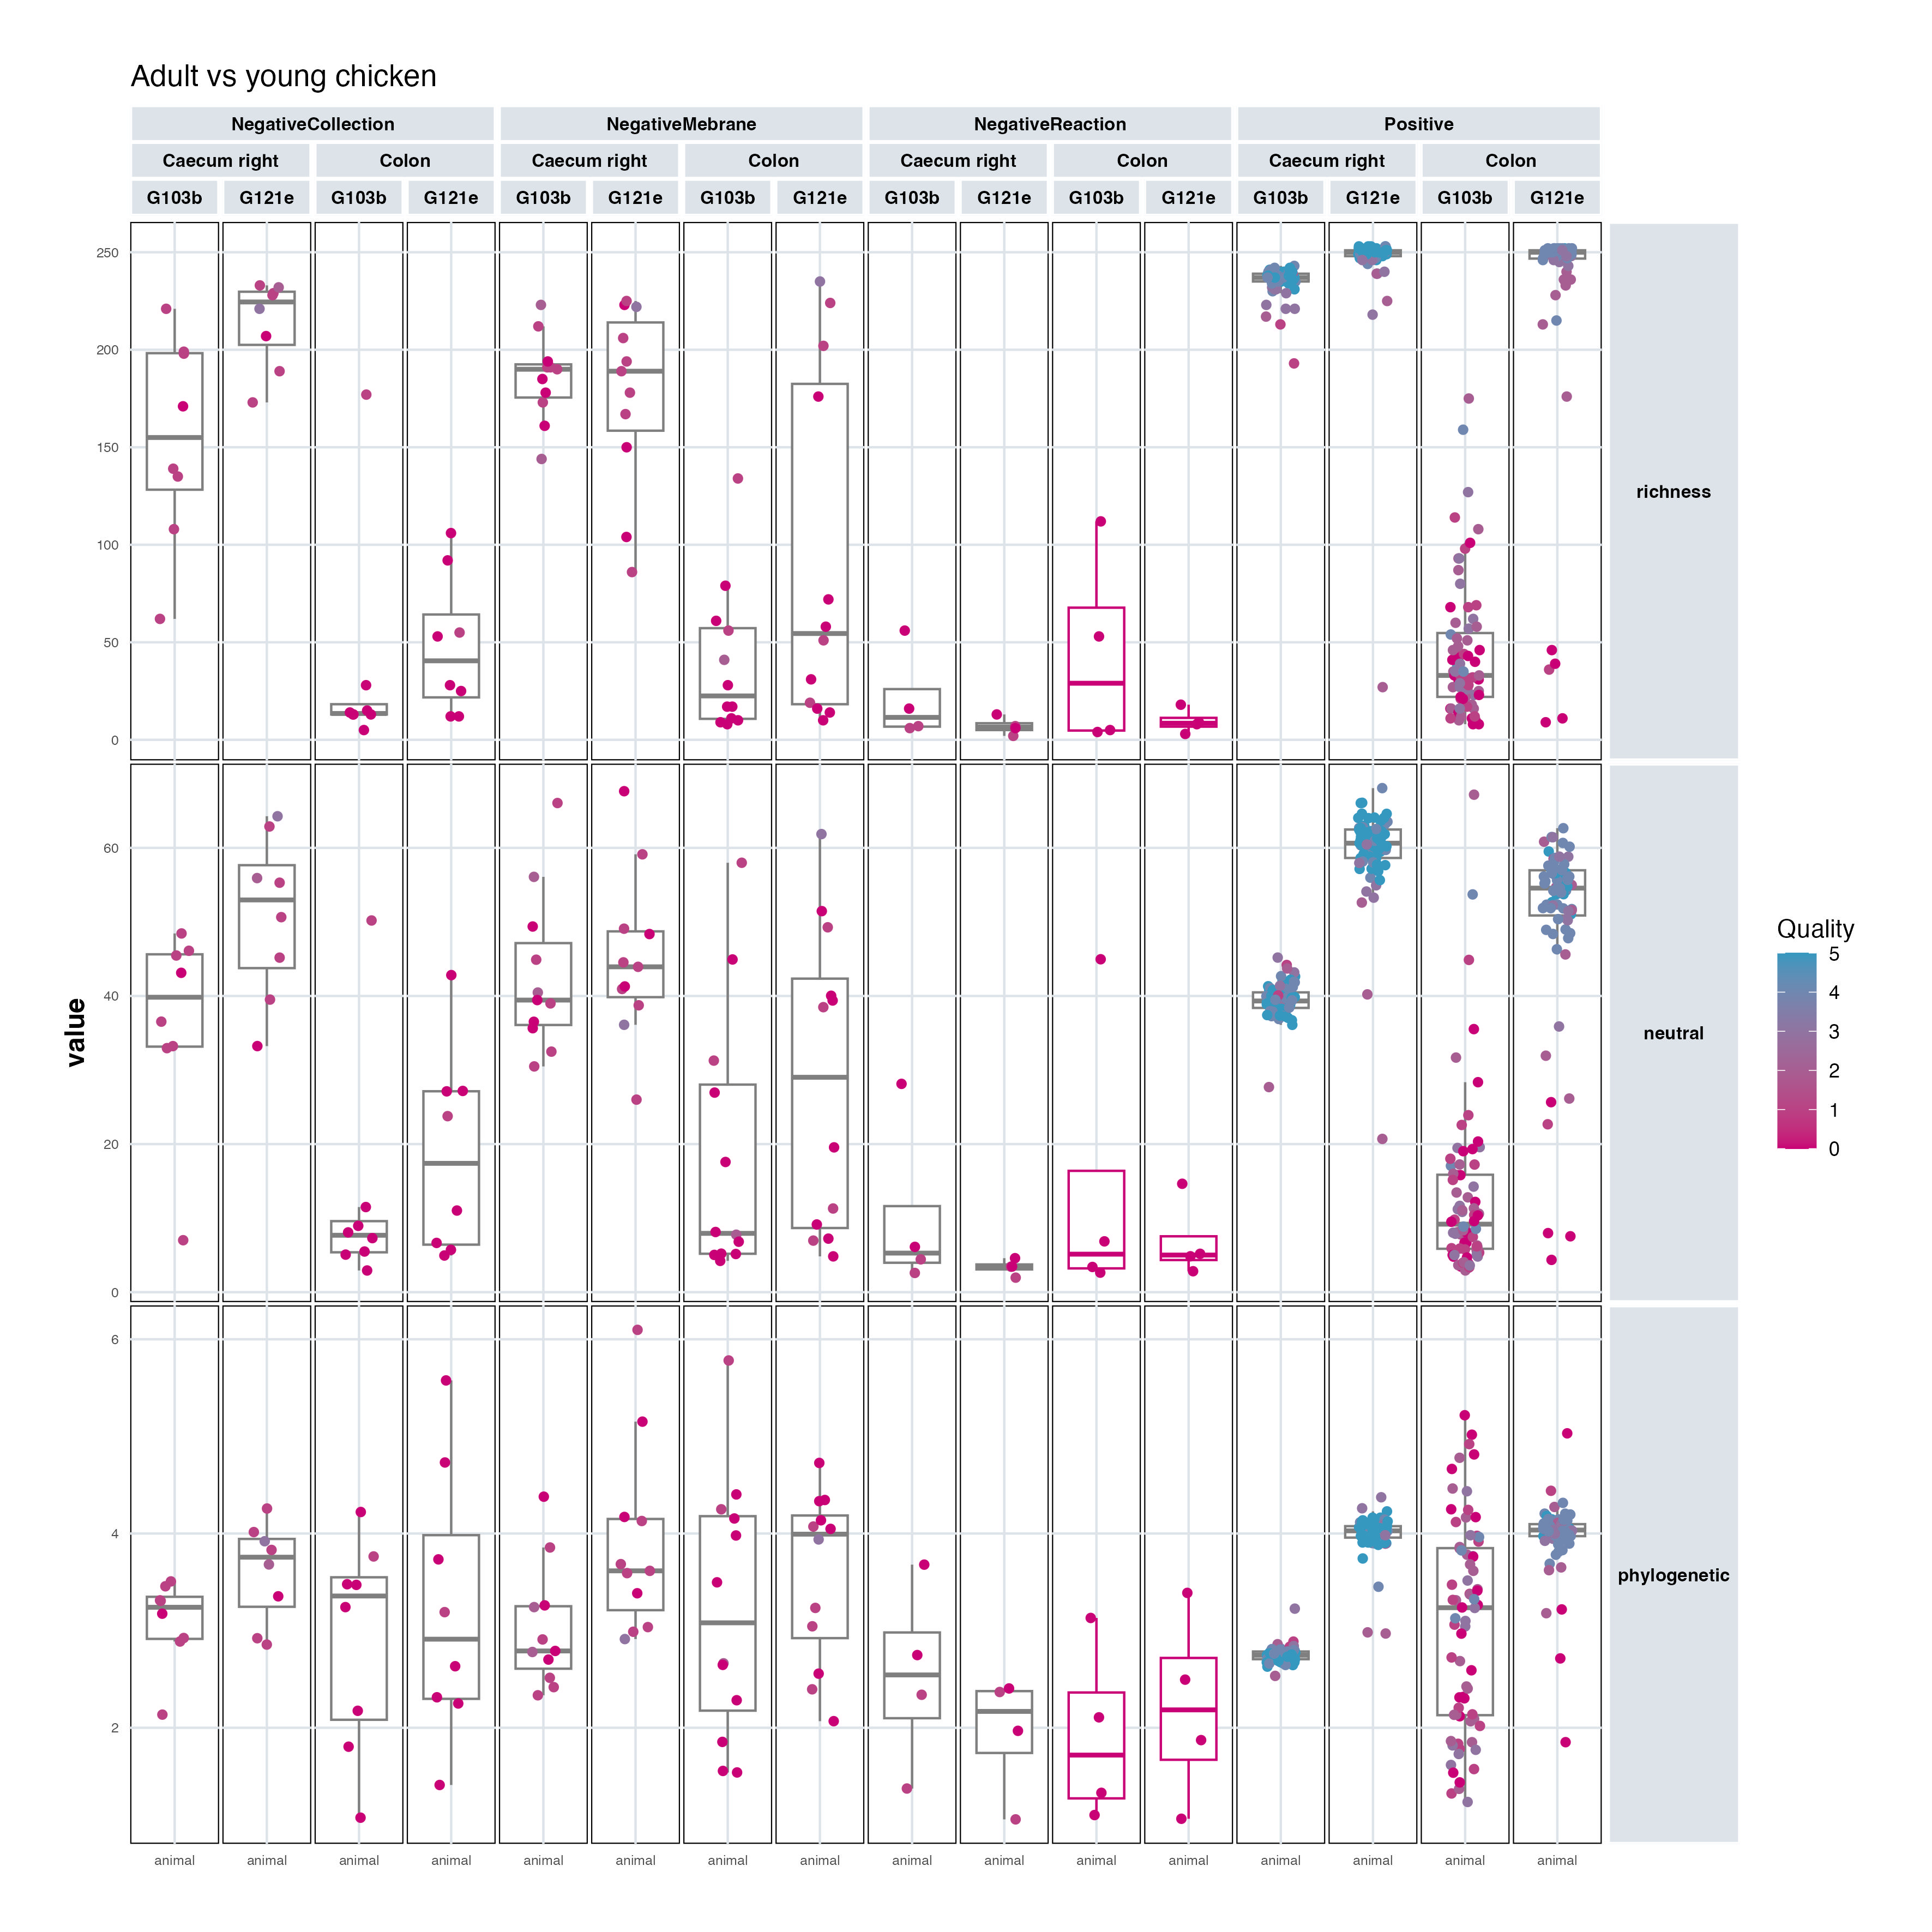 Adult vs young chicken
NegativeCollection NegativeMebrane NegativeReaction Positive
Caecum right Colon Caecum right Colon Caecum right Colon Caecum right Colon
G103b G121e G103b G121e G103b G121e G103b G121e G103b G121e G103b G121e G103b G121e G103b G121e
250
200
150
100
50
0
richness
60
40
20
0
neutral
6
4
2
phylogenetic
value
animal animal animal animal animal animal animal animal animal animal animal animal animal animal animal animal
Quality
5
4
3
2
1
0